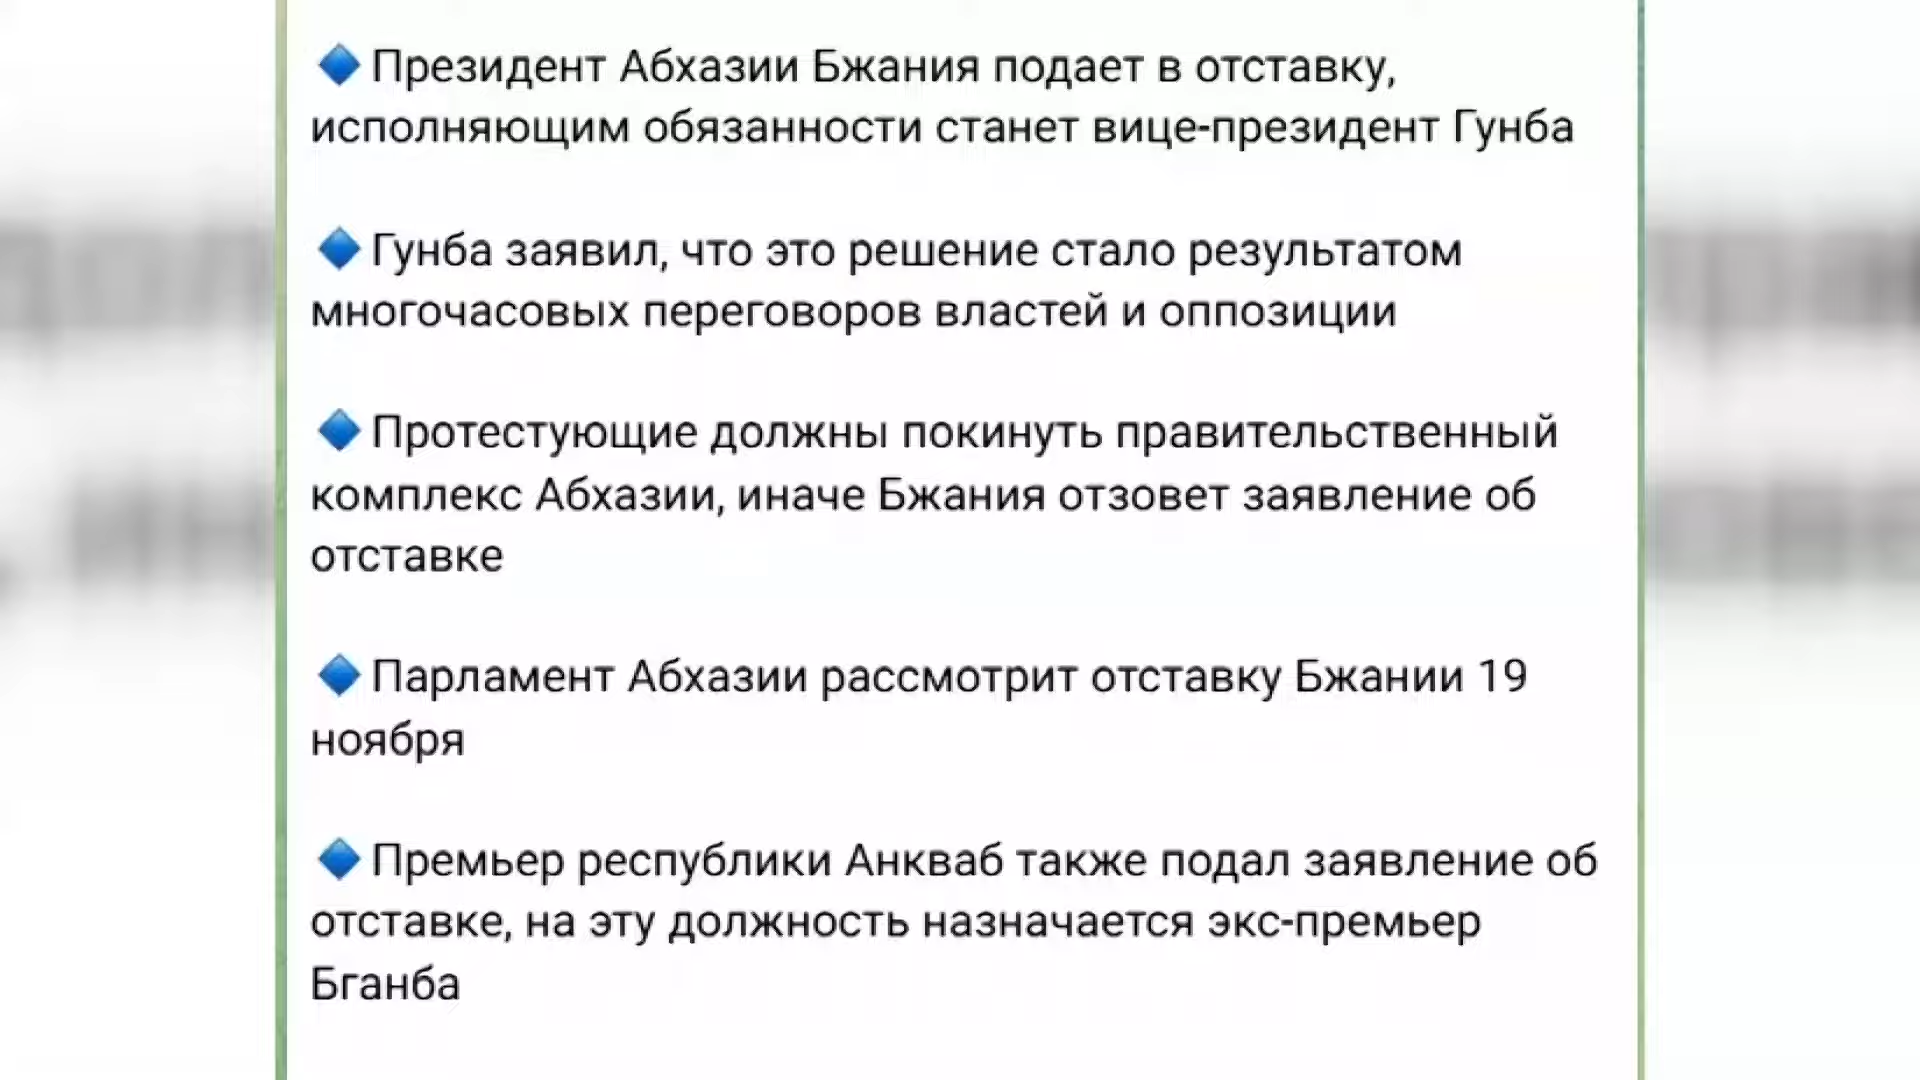 🔷Президент Абхазии Бжания подает в отставку,
исполняющим обязанности станет вице-президент Гунба
🔷Гунба заявил, что это решение стало результатом
многочасовых переговоров властей и оппозиции
🔷Протестующие должны покинуть правительственный
комплекс Абхазии, иначе Бжания отзовет заявление об
отставке
🔷Парламент Абхазии рассмотрит отставку Бжании 19
ноября
🔷Премьер республики Анкваб также подал заявление об
отставке, на эту должность назначается экс-премьер
Бганба